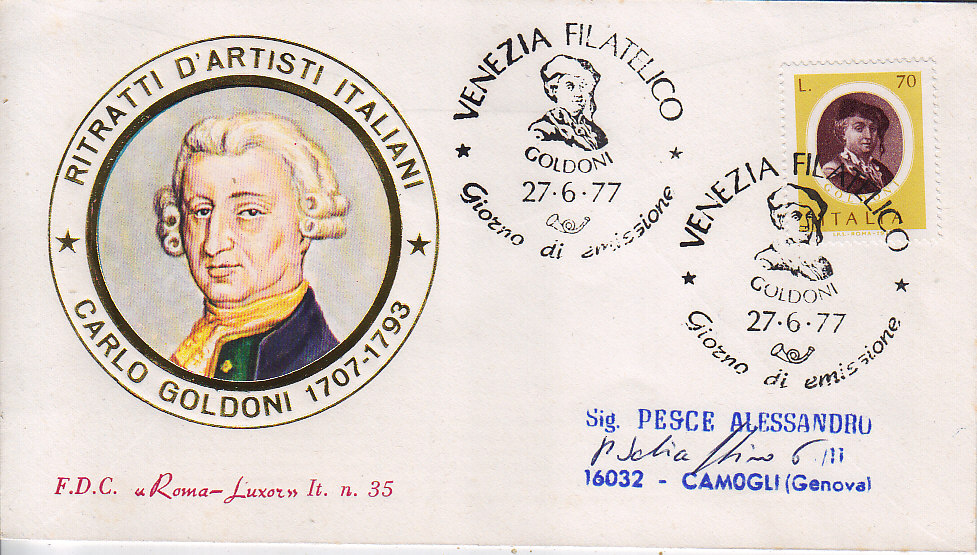 RITRATTI D'ARTISTI ITALIANI
CARLO GOLDONI 1707-1793
F.D.C. «Roma-Luxor» It. n. 35
VENEZIA FILATELICO
GOLDONI
27·6·77
Giorno di emissione
L. 70
GOLDONI
ITALIA
VENEZIA FILATELICO
GOLDONI
27·6·77
Giorno di emissione
Sig. PESCE ALESSANDRO
16032 - CAMOGLI (Genova)